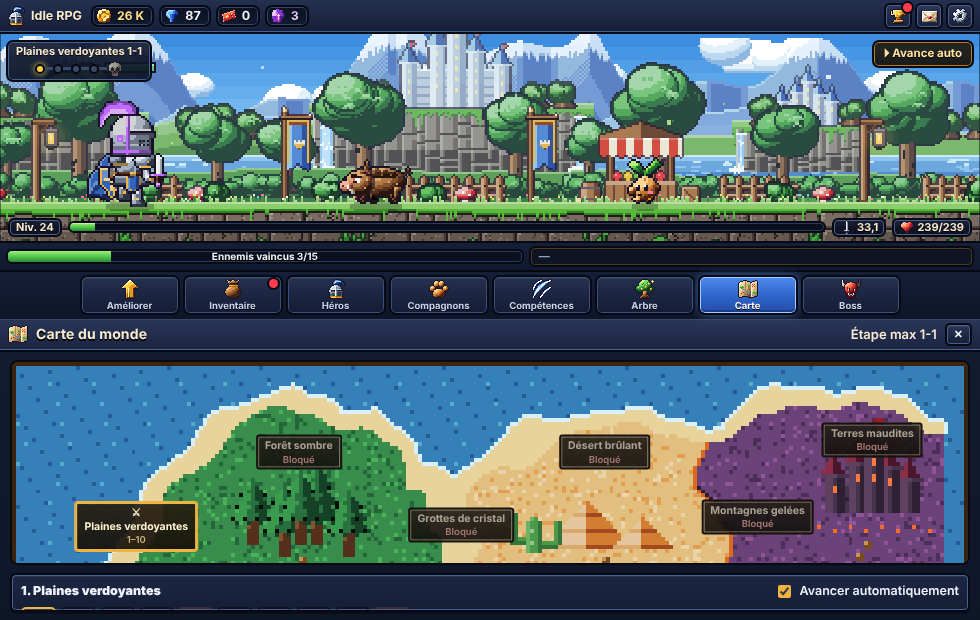 Idle RPG
26 K
87
0
3
Plaines verdoyantes 1-1
Avance auto
Niv. 24
33,1
239/239
Ennemis vaincus 3/15
—
Améliorer
Inventaire
Héros
Compagnons
Compétences
Arbre
Carte
Boss
Carte du monde
Étape max 1-1
×
Forêt sombre
Bloqué
Désert brûlant
Bloqué
Terres maudites
Bloqué
Plaines verdoyantes
1–10
Grottes de cristal
Bloqué
Montagnes gelées
Bloqué
1. Plaines verdoyantes
Avancer automatiquement